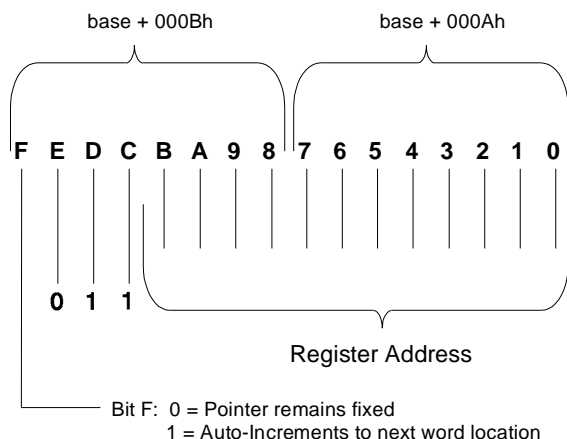 base + 000Bh base + 000Ah
F E D C B A 9 8 7 6 5 4 3 2 1 0
0 1 1
Register Address
Bit F: 0 = Pointer remains fixed
1 = Auto-Increments to next word location